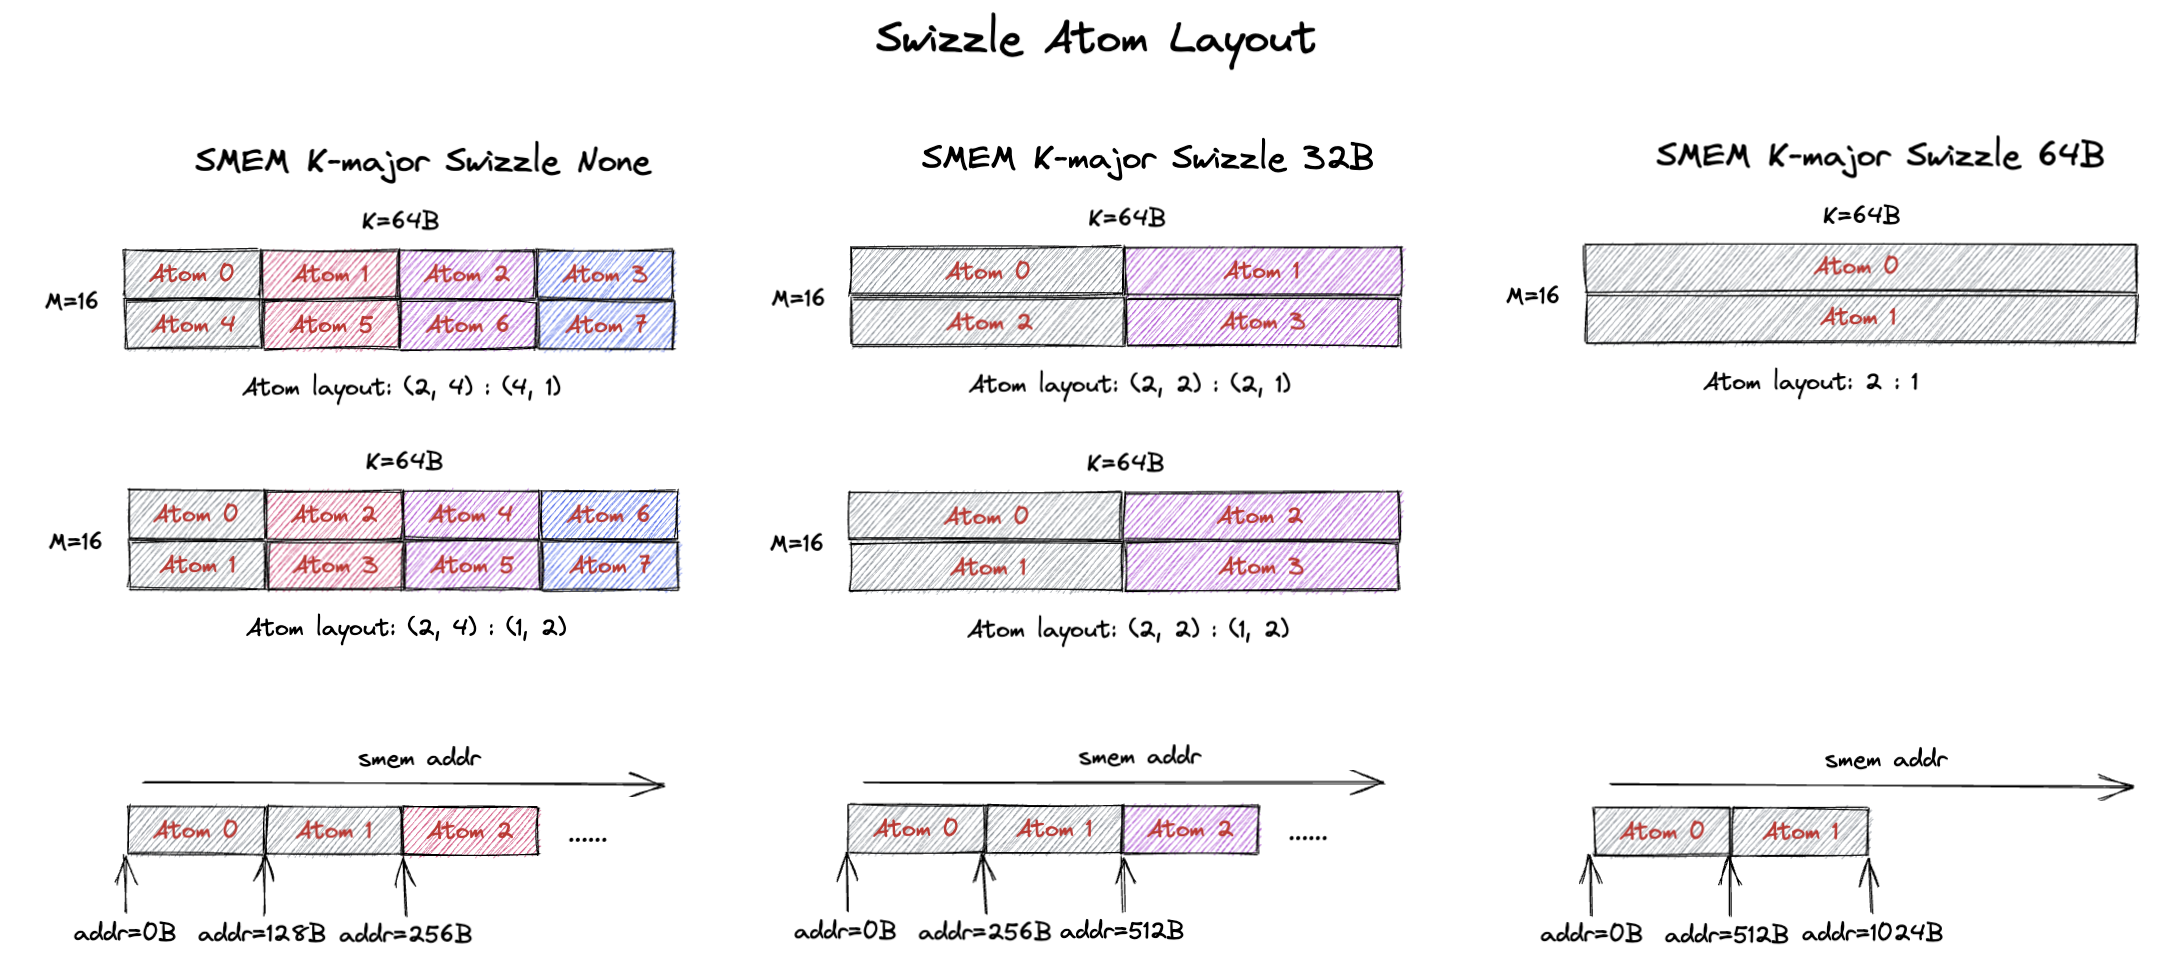 Swizzle Atom Layout
SMEM K-major Swizzle None
K=64B
M=16
Atom 0 Atom 1 Atom 2 Atom 3
Atom 4 Atom 5 Atom 6 Atom 7
Atom layout: (2, 4) : (4, 1)
K=64B
M=16
Atom 0 Atom 2 Atom 4 Atom 6
Atom 1 Atom 3 Atom 5 Atom 7
Atom layout: (2, 4) : (1, 2)
smem addr
Atom 0 Atom 1 Atom 2 ......
addr=0B addr=128B addr=256B
SMEM K-major Swizzle 32B
K=64B
M=16
Atom 0 Atom 1
Atom 2 Atom 3
Atom layout: (2, 2) : (2, 1)
K=64B
M=16
Atom 0 Atom 2
Atom 1 Atom 3
Atom layout: (2, 2) : (1, 2)
smem addr
Atom 0 Atom 1 Atom 2 ......
addr=0B addr=256B addr=512B
SMEM K-major Swizzle 64B
K=64B
M=16
Atom 0
Atom 1
Atom layout: 2 : 1
smem addr
Atom 0 Atom 1
addr=0B addr=512B addr=1024B